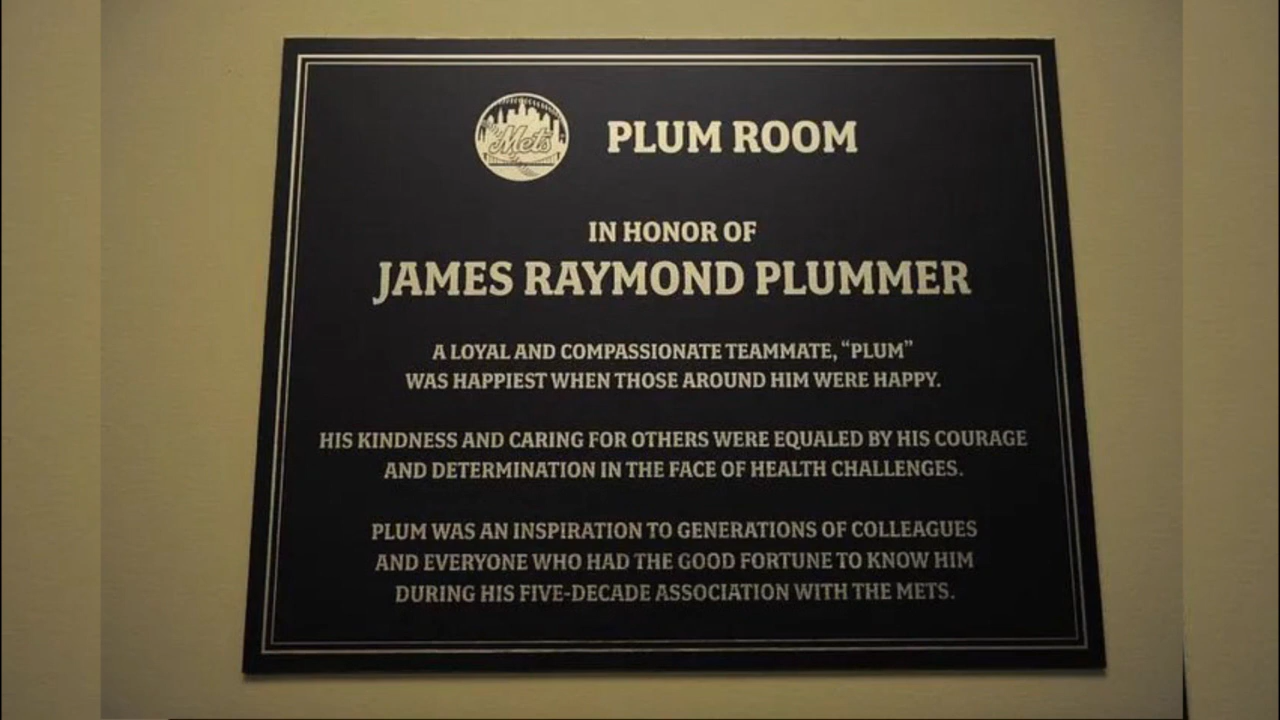 Mets
PLUM ROOM
IN HONOR OF
JAMES RAYMOND PLUMMER
A LOYAL AND COMPASSIONATE TEAMMATE, “PLUM”
WAS HAPPIEST WHEN THOSE AROUND HIM WERE HAPPY.
HIS KINDNESS AND CARING FOR OTHERS WERE EQUALED BY HIS COURAGE
AND DETERMINATION IN THE FACE OF HEALTH CHALLENGES.
PLUM WAS AN INSPIRATION TO GENERATIONS OF COLLEAGUES
AND EVERYONE WHO HAD THE GOOD FORTUNE TO KNOW HIM
DURING HIS FIVE-DECADE ASSOCIATION WITH THE METS.